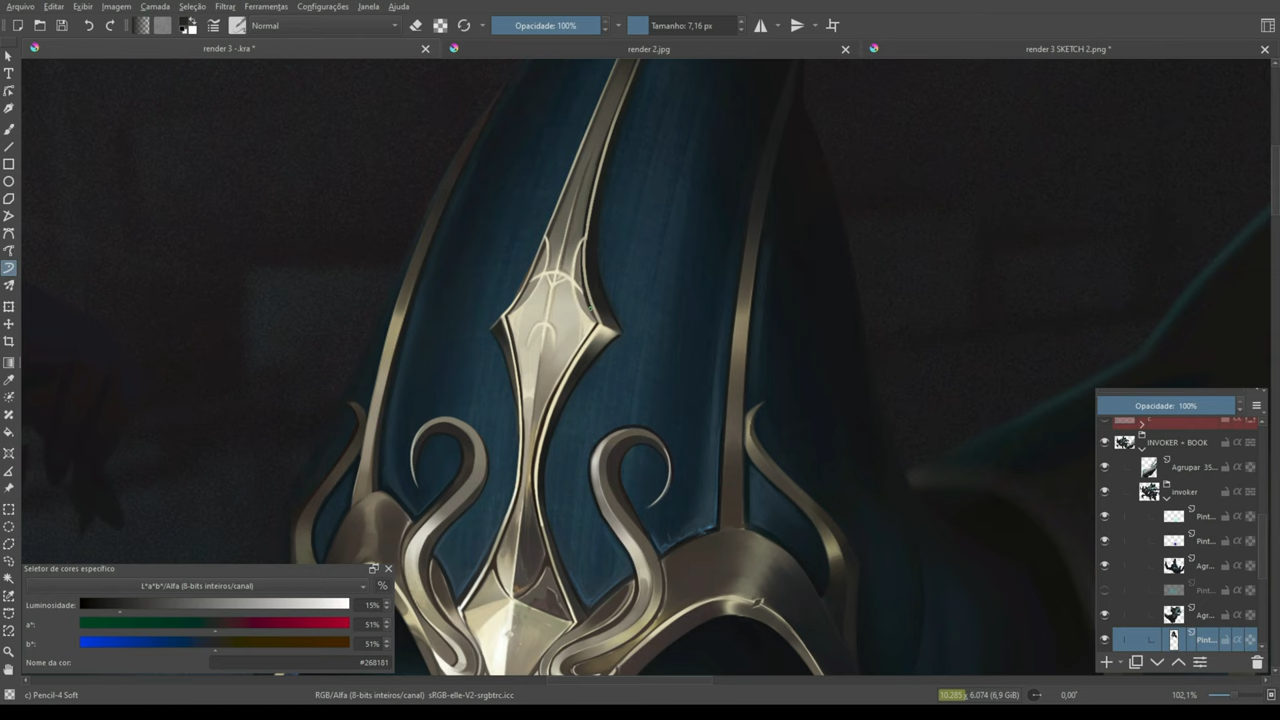 Arquivo Editar Exibir Imagem Camada Seleção Filtrar Ferramentas Configurações Janela Ajuda
Normal Opacidade: 100% Tamanho: 7,16 px
render 3 -.kra * render 2.jpg render 3 SKETCH 2.png *
Opacidade: 100%
INVOKER + BOOK
Agrupar 35...
invoker
Pint...
Pint...
Agr...
Agr...
Pint...
Seletor de cores específico
L*a*b*/Alfa (8-bits inteiros/canal) %
Luminosidade: 15%
a*: 51%
b*: 51%
Nome da cor: #268181
c) Pencil-4 Soft RGB/Alfa (8-bits inteiros/canal) sRGB-elle-V2-srgbtrc.icc 10.285 x 6.074 (6,9 GiB) 0,00° 102,1%